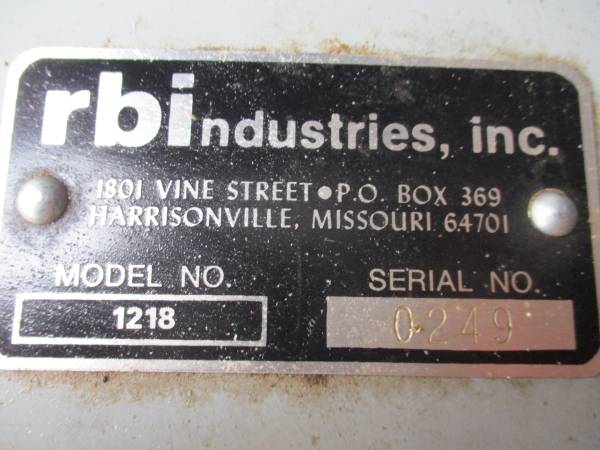 rbindustries, inc.
1801 VINE STREET • P.O. BOX 369
HARRISONVILLE, MISSOURI 64701
MODEL NO. SERIAL NO.
1218 0249